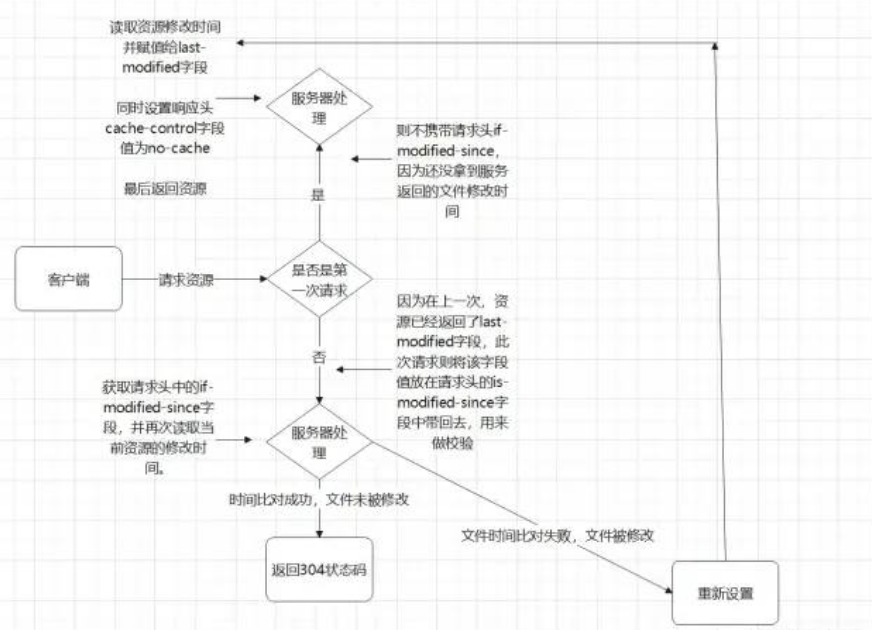 读取资源修改时间
并赋值给last-
modified字段
同时设置响应头
cache-control字段
值为no-cache
最后返回资源
服务器处
理
则不携带请求头if-
modified-since，
因为还没拿到服务
返回的文件修改时
间
是
客户端
请求资源
是否是第
一次请求
因为在上一次，资
源已经返回了last-
modified字段，此
次请求则将该字段
值放在请求头的is-
modified-since字
段中带回去，用来
做校验
否
获取请求头中的if-
modified-since字
段，并再次读取当
前资源的修改时
间。
服务器处
理
时间比对成功，文件未被修改
文件时间比对失败，文件被修改
返回304状态码
重新设置